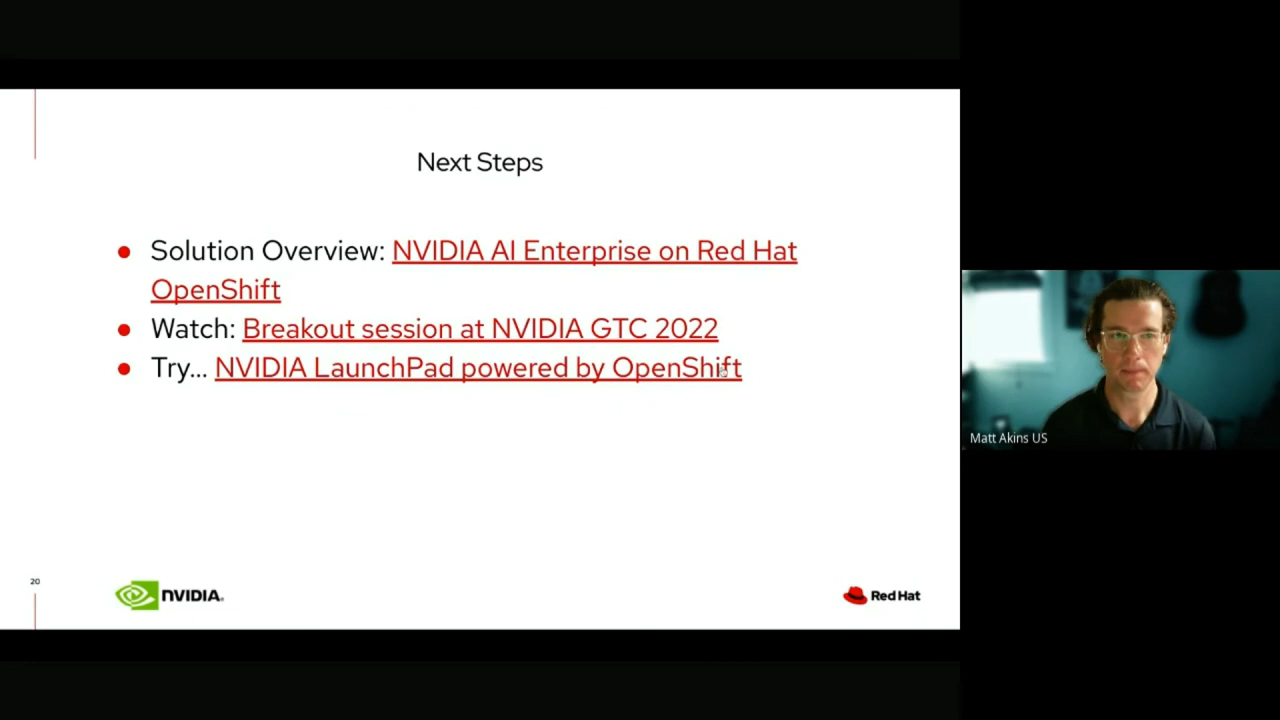 Next Steps
● Solution Overview: NVIDIA AI Enterprise on Red Hat
OpenShift
● Watch: Breakout session at NVIDIA GTC 2022
● Try... NVIDIA LaunchPad powered by OpenShift
Matt Akins US
20
NVIDIA.
Red Hat